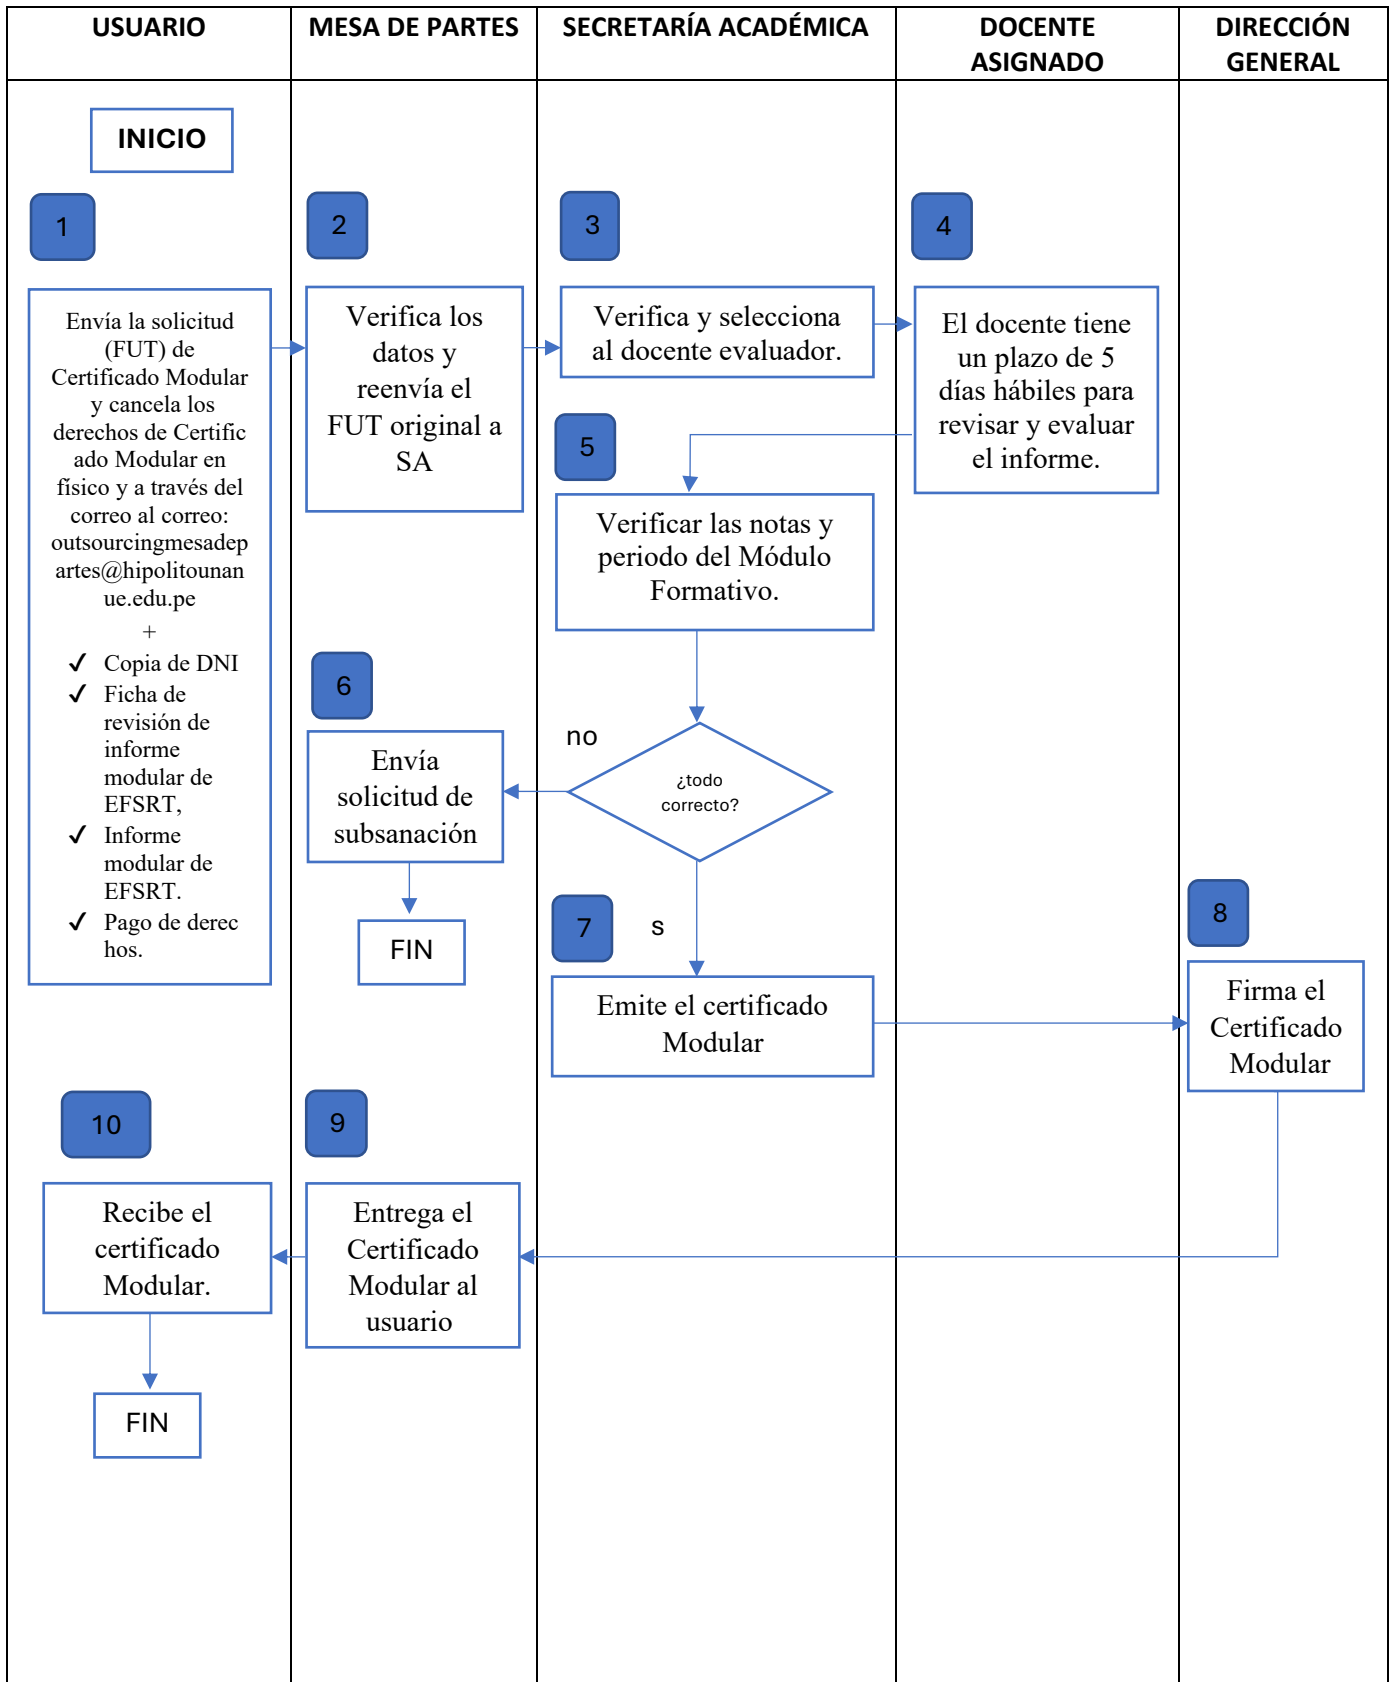 USUARIO
MESA DE PARTES
SECRETARÍA ACADÉMICA
DOCENTE
ASIGNADO
DIRECCIÓN
GENERAL
INICIO
1
Envía la solicitud
(FUT) de
Certificado Modular
y cancela los
derechos de Certific
ado Modular en
físico y a través del
correo al correo:
outsourcingmesadep
artes@hipolitounan
ue.edu.pe
+
✓ Copia de DNI
✓ Ficha de
revisión de
informe
modular de
EFSRT,
✓ Informe
modular de
EFSRT.
✓ Pago de derec
hos.
2
Verifica los
datos y
reenvía el
FUT original a
SA
3
Verifica y selecciona
al docente evaluador.
4
El docente tiene
un plazo de 5
días hábiles para
revisar y evaluar
el informe.
5
Verificar las notas y
periodo del Módulo
Formativo.
¿todo
correcto?
no
6
Envía
solicitud de
subsanación
FIN
s
7
Emite el certificado
Modular
8
Firma el
Certificado
Modular
9
Entrega el
Certificado
Modular al
usuario
10
Recibe el
certificado
Modular.
FIN